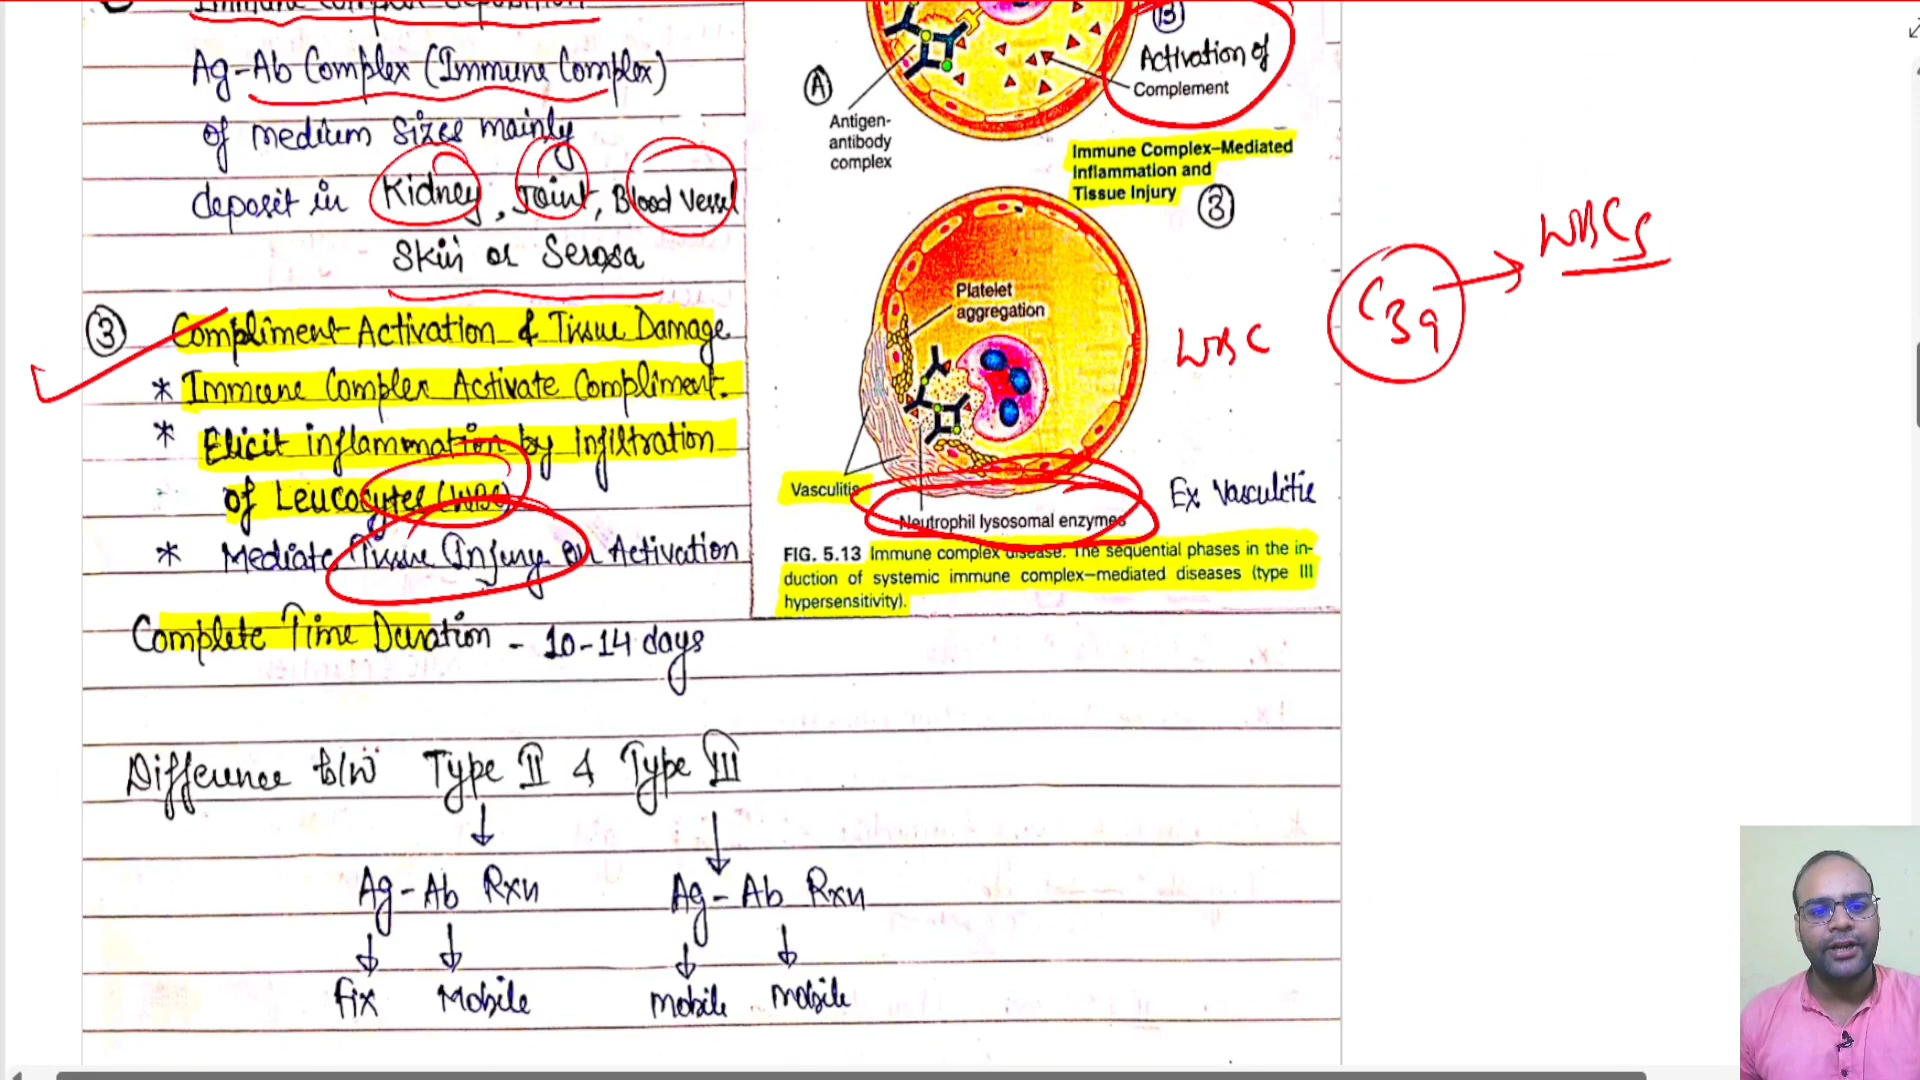 Immune Complex Deposition
Ag-Ab Complex (Immune Complex)
of medium sizes mainly
deposit in Kidney, Joint, Blood Vessel
Skin or Serosa
③ Compliment Activation & Tissue Damage
* Immune Complex Activate Compliment.
* Elicit inflammation by Infiltration
of Leucocytes (WBC)
* Mediate Tissue Injury on Activation
Complete Time Duration - 10-14 days
Difference b/w Type II & Type III
Ag-Ab Rxn Ag-Ab Rxn
fix Mobile mobile mobile
B
Activation of
Complement
A
Antigen-
antibody
complex
Immune Complex–Mediated
Inflammation and
Tissue Injury
③
Platelet
aggregation
WBC
Vasculitis
Neutrophil lysosomal enzymes
Ex Vasculitis
FIG. 5.13 Immune complex disease. The sequential phases in the in-
duction of systemic immune complex–mediated diseases (type III
hypersensitivity).
WBCs